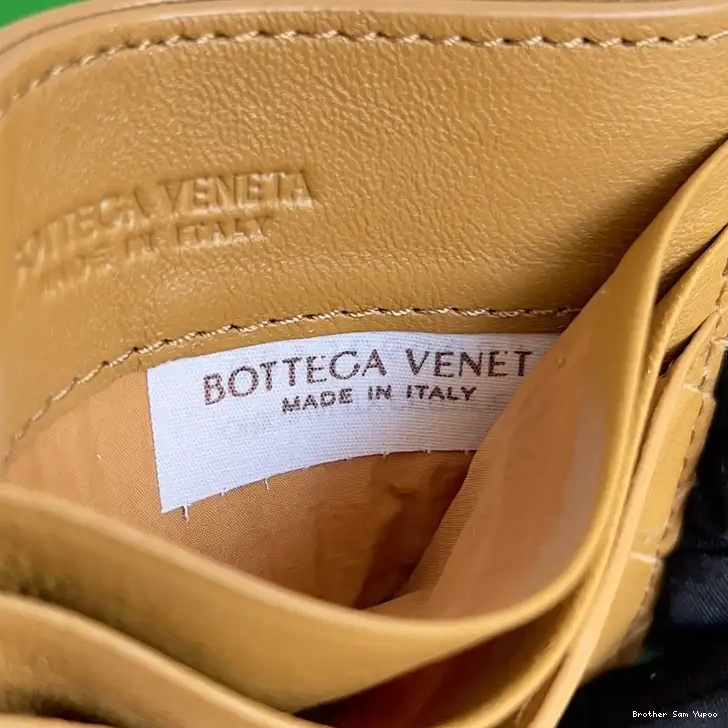 BOTTEGA VENETA
MADE IN ITALY
BOTTEGA VENET
MADE IN ITALY
Brother Sam Yupoo